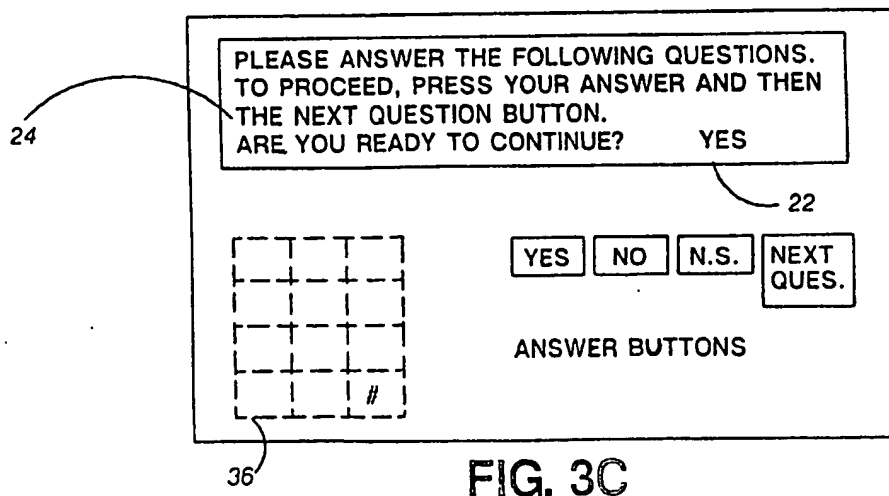 PLEASE ANSWER THE FOLLOWING QUESTIONS.
TO PROCEED, PRESS YOUR ANSWER AND THEN
THE NEXT QUESTION BUTTON.
ARE YOU READY TO CONTINUE? YES
24
22
YES NO N.S. NEXT
QUES.
ANSWER BUTTONS
#
36
FIG. 3C